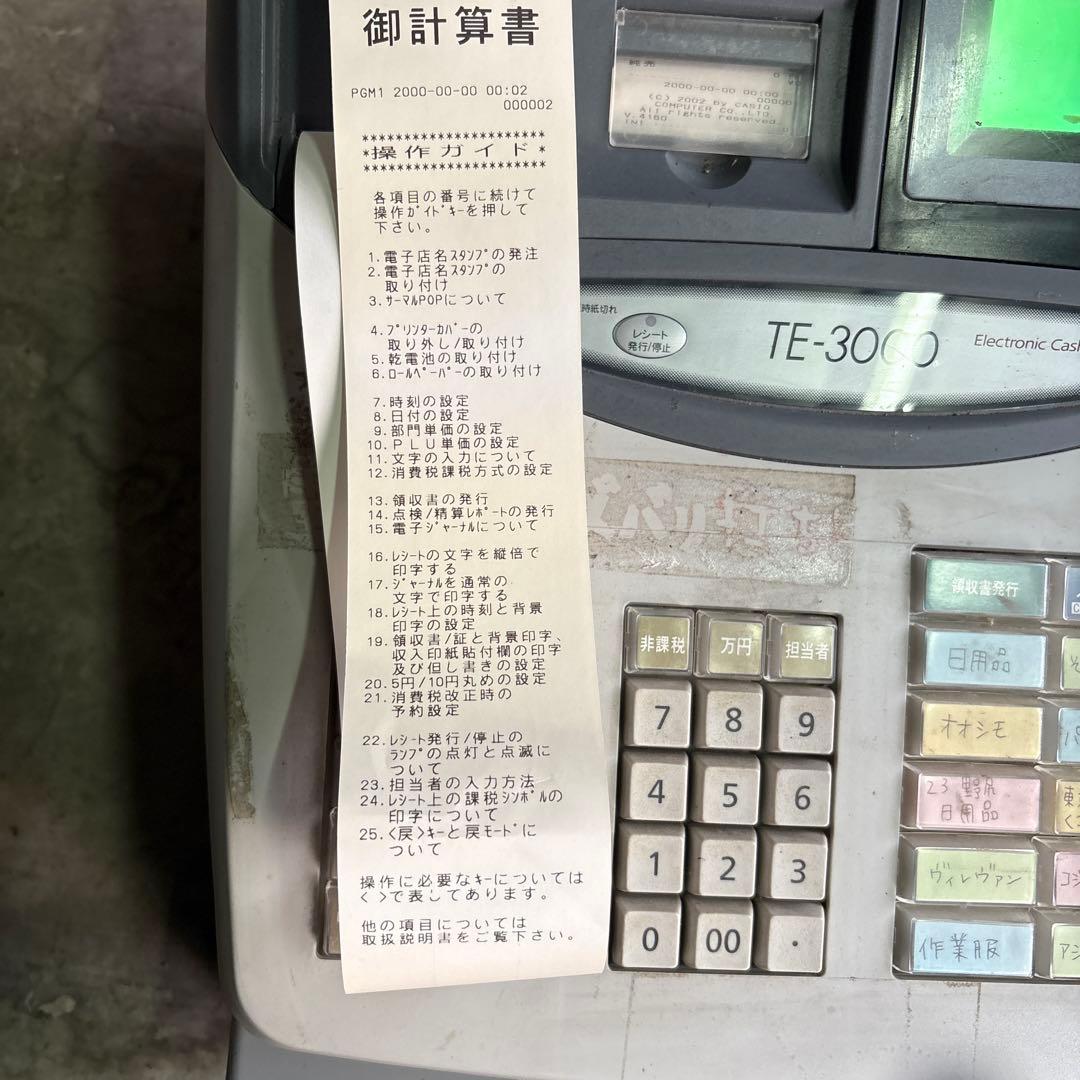 御計算書
PGM1 2000-00-00 00:02
000002
***********************
*操作ガイド*
***********************
各項目の番号に続けて
操作ｶﾞｲﾄﾞｷｰを押して
下さい。
1.電子店名ｽﾀﾝﾌﾟの発注
2.電子店名ｽﾀﾝﾌﾟの
取り付け
3.ｻｰﾏﾙPOPについて
4.ﾌﾟﾘﾝﾀｰｶﾊﾞｰの
取り外し/取り付け
5.乾電池の取り付け
6.ﾛｰﾙﾍﾟｰﾊﾟｰの取り付け
7.時刻の設定
8.日付の設定
9.部門単価の設定
10.ＰＬＵ単価の設定
11.文字の入力について
12.消費税課税方式の設定
13.領収書の発行
14.点検/精算ﾚﾎﾟｰﾄの発行
15.電子ｼﾞｬｰﾅﾙについて
16.ﾚｼｰﾄの文字を縦倍で
印字する
17.ｼﾞｬｰﾅﾙを通常の
文字で印字する
18.ﾚｼｰﾄ上の時刻と背景
印字の設定
19.領収書/証と背景印字、
収入印紙貼付欄の印字
及び但し書きの設定
20.5円/10円丸めの設定
21.消費税改正時の
予約設定
22.ﾚｼｰﾄ発行/停止の
ﾗﾝﾌﾟの点灯と点滅に
ついて
23.担当者の入力方法
24.ﾚｼｰﾄ上の課税ｼﾝﾎﾞﾙの
印字について
25.<戻>ｷｰと戻ﾓｰﾄﾞに
ついて
操作に必要なｷｰについては
< >で表してあります。
他の項目については
取扱説明書をご覧下さい。
純売
0
2000-00-00 00:00
(C) 2002 by CASIO
COMPUTER CO.,LTD.
All rights reserved.
V.4160
時紙切れ
レシート
発行/停止
TE-3000
Electronic Cash
領収書発行
非課税
万円
担当者
日用品
オオシモ
23 野尻
日用品
ヴィレヴァン
作業服
7
8
9
4
5
6
1
2
3
0
00
・